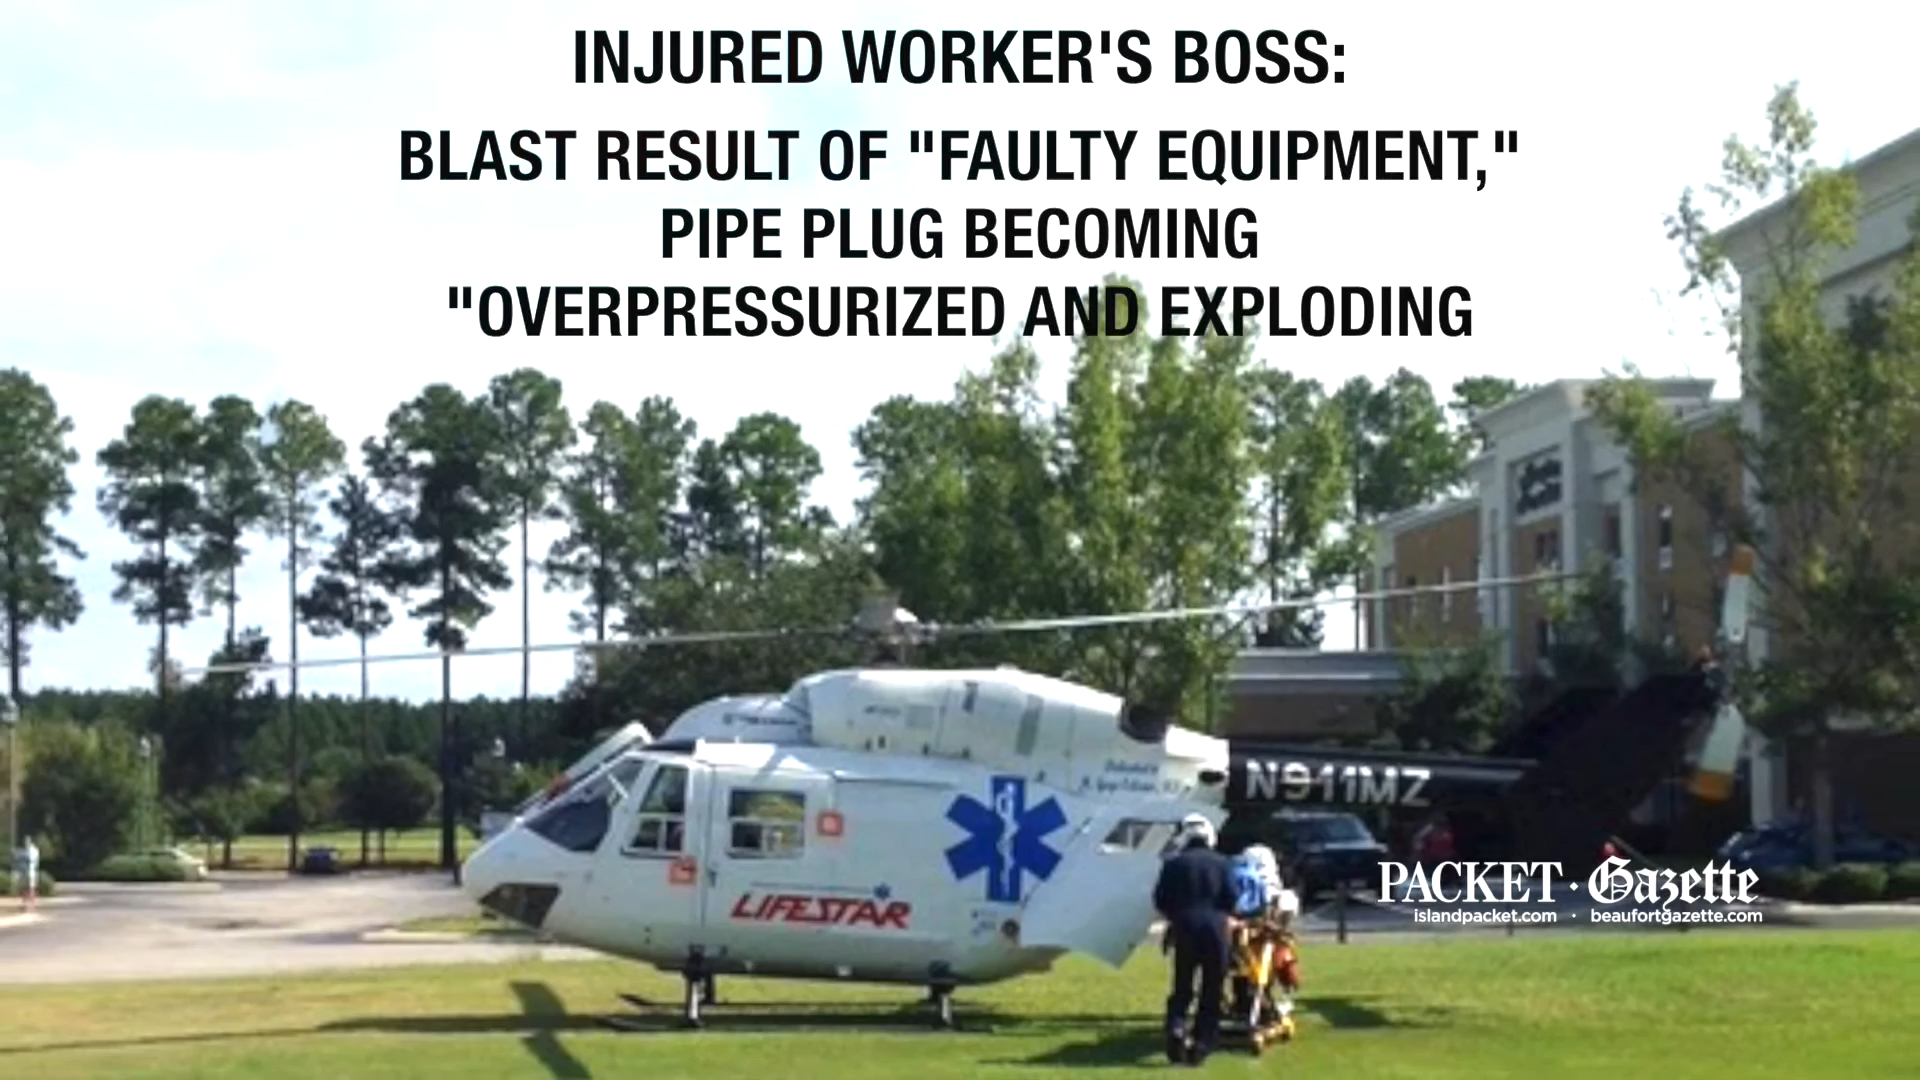 INJURED WORKER'S BOSS:
BLAST RESULT OF "FAULTY EQUIPMENT,"
PIPE PLUG BECOMING
"OVERPRESSURIZED AND EXPLODING
N911MZ
LIFESTAR
PACKET · Gazette
islandpacket.com · beaufortgazette.com